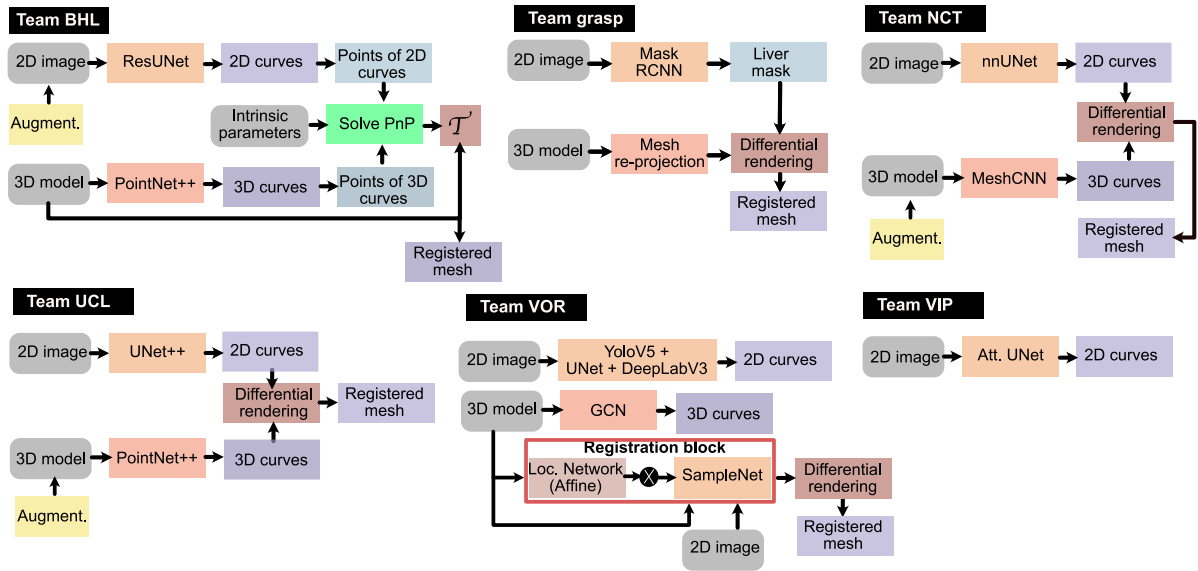 Team BHL
2D image
ResUNet
2D curves
Points of 2D
curves
Augment.
Intrinsic
parameters
Solve PnP
𝒯
3D model
PointNet++
3D curves
Points of 3D
curves
Registered
mesh
Team grasp
2D image
Mask
RCNN
Liver
mask
3D model
Mesh
re-projection
Differential
rendering
Registered
mesh
Team NCT
2D image
nnUNet
2D curves
Differential
rendering
3D model
MeshCNN
3D curves
Augment.
Registered
mesh
Team UCL
2D image
UNet++
2D curves
Differential
rendering
Registered
mesh
3D model
PointNet++
3D curves
Augment.
Team VOR
2D image
YoloV5 +
UNet + DeepLabV3
2D curves
3D model
GCN
3D curves
Registration block
Loc. Network
(Affine)
X
SampleNet
Differential
rendering
2D image
Registered
mesh
Team VIP
2D image
Att. UNet
2D curves